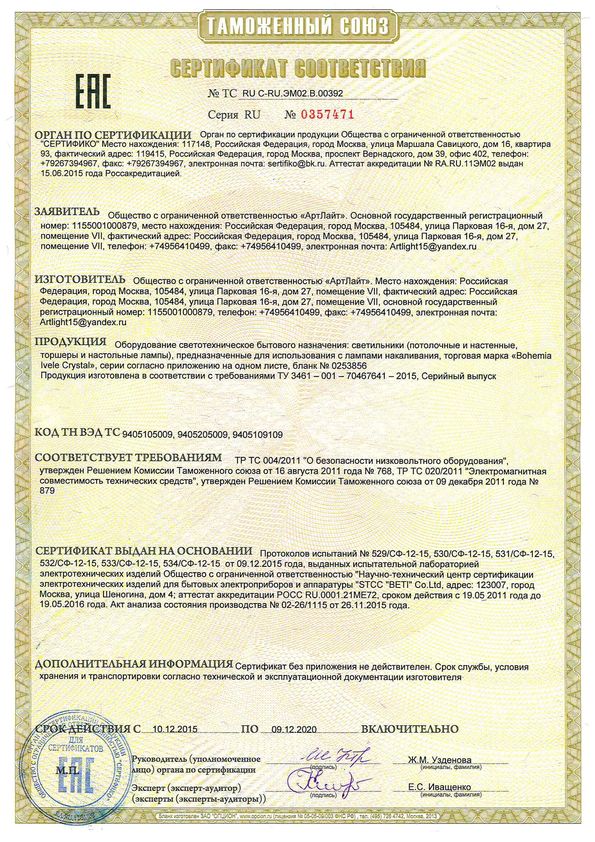 ТАМОЖЕННЫЙ СОЮЗ
СЕРТИФИКАТ СООТВЕТСТВИЯ
ЕАС
№ ТС RU C-RU.ЭМ02.В.00392
Серия RU № 0357471
ОРГАН ПО СЕРТИФИКАЦИИ Орган по сертификации продукции Общества с ограниченной ответственностью
"СЕРТИФИКО" Место нахождения: 117148, Российская Федерация, город Москва, улица Маршала Савицкого, дом 16, квартира
93, фактический адрес: 119415, Российская Федерация, город Москва, проспект Вернадского, дом 39, офис 402, телефон:
+79267394967, факс: +79267394967, электронная почта: sertifiko@bk.ru. Аттестат аккредитации № RA.RU.11ЭМ02 выдан
15.06.2015 года Россаккредитацией.
ЗАЯВИТЕЛЬ Общество с ограниченной ответственностью «АртЛайт». Основной государственный регистрационный
номер: 1155001000879, место нахождения: Российская Федерация, город Москва, 105484, улица Парковая 16-я, дом 27,
помещение VII, фактический адрес: Российская Федерация, город Москва, 105484, улица Парковая 16-я, дом 27,
помещение VII, телефон: +74956410499, факс: +74956410499, электронная почта: Artlight15@yandex.ru
ИЗГОТОВИТЕЛЬ Общество с ограниченной ответственностью «АртЛайт». Место нахождения: Российская
Федерация, город Москва, 105484, улица Парковая 16-я, дом 27, помещение VII, фактический адрес: Российская
Федерация, город Москва, 105484, улица Парковая 16-я, дом 27, помещение VII, основной государственный
регистрационный номер: 1155001000879, телефон: +74956410499, факс: +74956410499, электронная почта:
Artlight15@yandex.ru
ПРОДУКЦИЯ Оборудование светотехническое бытового назначения: светильники (потолочные и настенные,
торшеры и настольные лампы), предназначенные для использования с лампами накаливания, торговая марка «Bohemia
Ivele Crystal», серии согласно приложению на одном листе, бланк № 0253856
Продукция изготовлена в соответствии с требованиями ТУ 3461 – 001 – 70467641 – 2015, Серийный выпуск
КОД ТН ВЭД ТС 9405105009, 9405205009, 9405109109
СООТВЕТСТВУЕТ ТРЕБОВАНИЯМ ТР ТС 004/2011 "О безопасности низковольтного оборудования",
утвержден Решением Комиссии Таможенного союза от 16 августа 2011 года № 768, ТР ТС 020/2011 "Электромагнитная
совместимость технических средств", утвержден Решением Комиссии Таможенного союза от 09 декабря 2011 года №
879
СЕРТИФИКАТ ВЫДАН НА ОСНОВАНИИ Протоколов испытаний № 529/СФ-12-15, 530/СФ-12-15, 531/СФ-12-15,
532/СФ-12-15, 533/СФ-12-15, 534/СФ-12-15 от 09.12.2015 года, выданных испытательной лабораторией
электротехнических изделий Общество с ограниченной ответственностью "Научно-технический центр сертификации
электротехнических изделий для бытовых электроприборов и аппаратуры "STCC "BETI" Co.Ltd, адрес: 123007, город
Москва, улица Шеногина, дом 4; аттестат аккредитации РОСС RU.0001.21МЕ72, сроком действия с 19.05.2011 года до
19.05.2016 года. Акт анализа состояния производства № 02-26/1115 от 26.11.2015 года.
ДОПОЛНИТЕЛЬНАЯ ИНФОРМАЦИЯ Сертификат без приложения не действителен. Срок службы, условия
хранения и транспортировки согласно технической и эксплуатационной документации изготовителя
СРОК ДЕЙСТВИЯ С 10.12.2015 ПО 09.12.2020 ВКЛЮЧИТЕЛЬНО
ДЛЯ
СЕРТИФИКАТОВ
М.П.
ЕАС
Руководитель (уполномоченное
лицо) органа по сертификации
(подпись)
Ж.М. Узденова
(инициалы, фамилия)
Эксперт (эксперт-аудитор)
(эксперты (эксперты-аудиторы))
(подпись)
Е.С. Иващенко
(инициалы, фамилия)